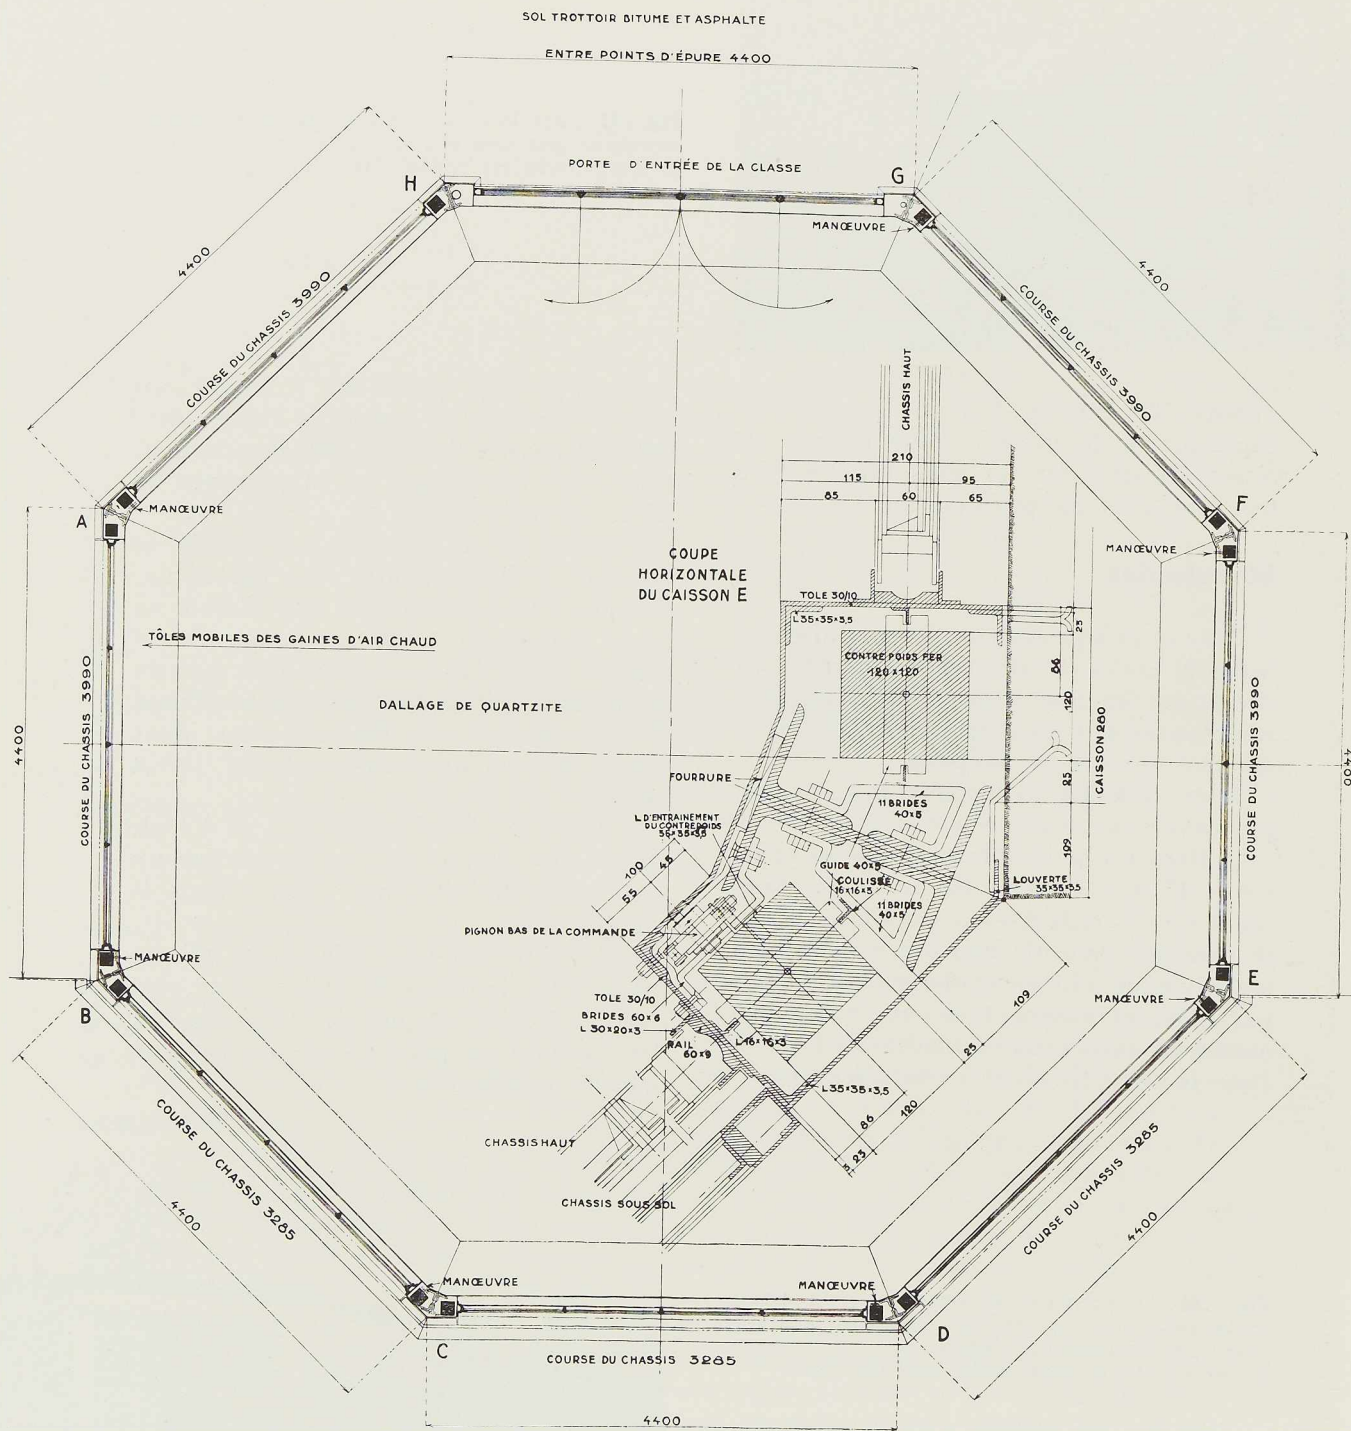 SOL TROTTOIR BITUME ET ASPHALTE
ENTRE POINTS D'ÉPURE 4400
PORTE D'ENTRÉE DE LA CLASSE
H
G
MANŒUVRE
4400
COURSE DU CHASSIS 3990
4400
COURSE DU CHASSIS 3990
A
MANŒUVRE
F
MANŒUVRE
CHASSIS HAUT
210
115
95
85
60
65
COUPE
HORIZONTALE
DU CAISSON E
TOLE 30/10
L 35×35×3,5
CONTRE POIDS FER
120×120
23
86
120
CAISSON 280
25
109
TÔLES MOBILES DES GAINES D'AIR CHAUD
DALLAGE DE QUARTZITE
4400
COURSE DU CHASSIS 3990
COURSE DU CHASSIS 3990
4400
FOURRURE
11 BRIDES
40×5
L D'ENTRAINEMENT
DU CONTREPOIDS
35×35×3,5
GUIDE 40×5
COULISSE
16×16×3
11 BRIDES
40×5
L OUVERTE
35×35×3,5
100
45
55
PIGNON BAS DE LA COMMANDE
TOLE 30/10
BRIDES 60×6
L 30×20×3
RAIL
60×9
L 16×16×3
L 35×35×3,5
109
25
120
86
23
3
CHASSIS HAUT
CHASSIS SOUS SOL
MANŒUVRE
B
MANŒUVRE
E
COURSE DU CHASSIS 3285
4400
COURSE DU CHASSIS 3285
4400
MANŒUVRE
MANŒUVRE
C
D
COURSE DU CHASSIS 3285
4400